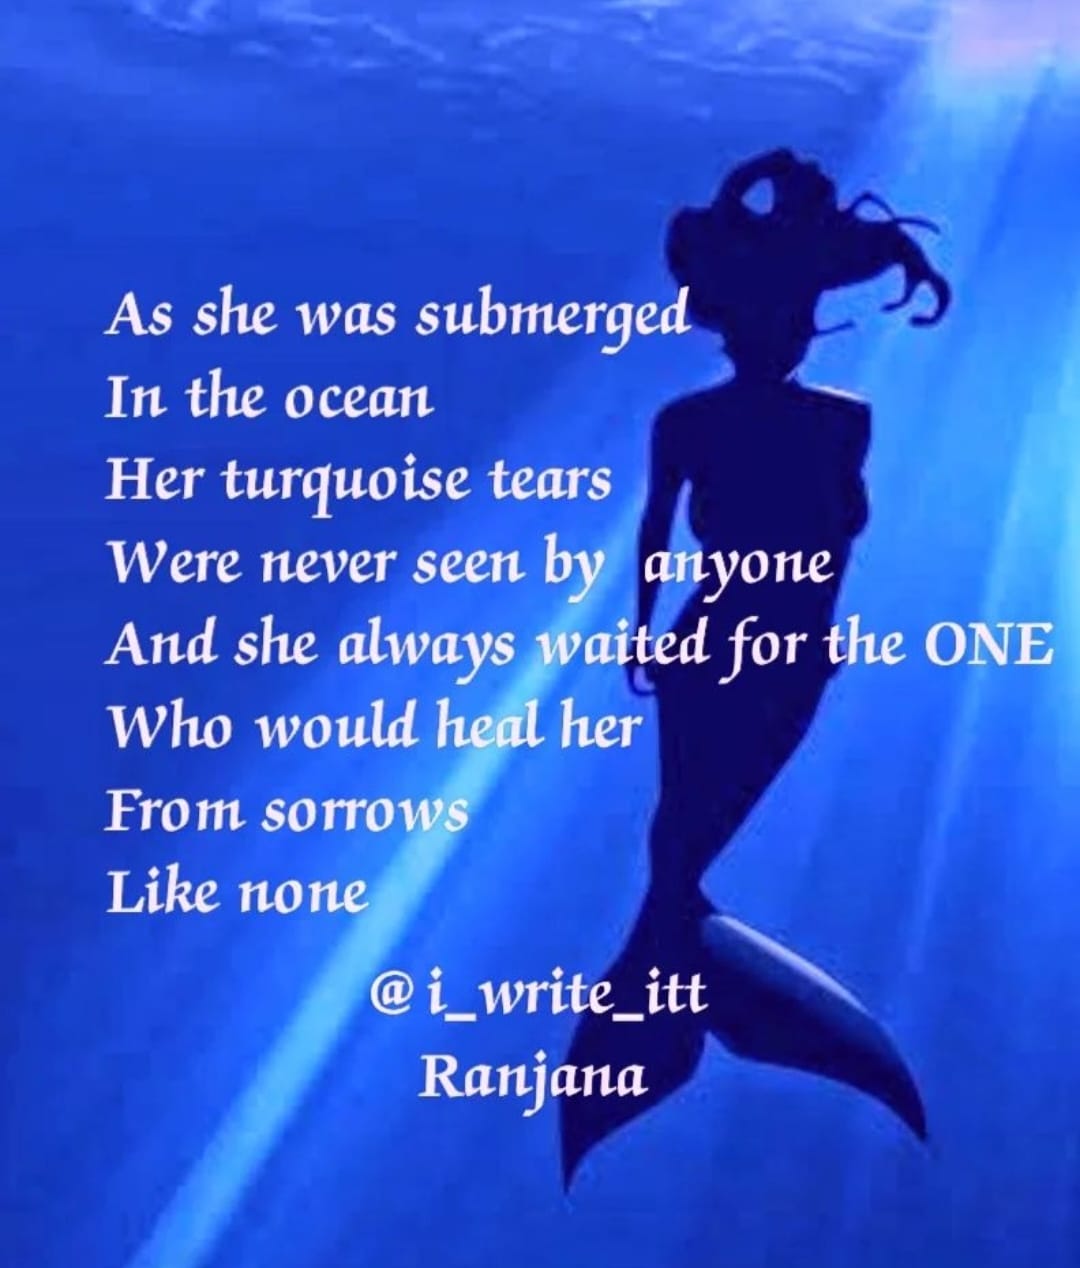 As she was submerged
In the ocean
Her turquoise tears
Were never seen by anyone
And she always waited for the ONE
Who would heal her
From sorrows
Like none
@i_write_itt
Ranjana